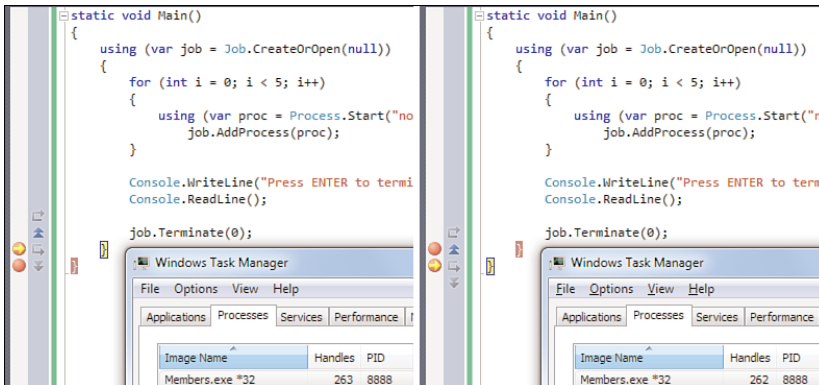 static void Main()
{
using (var job = Job.CreateOrOpen(null))
{
for (int i = 0; i < 5; i++)
{
using (var proc = Process.Start("no
job.AddProcess(proc);
}
Console.WriteLine("Press ENTER to termi
Console.ReadLine();
job.Terminate(0);
}
}
Windows Task Manager
File Options View Help
Applications Processes Services Performance
Image Name Handles PID
Members.exe *32 263 8888
static void Main()
{
using (var job = Job.CreateOrOpen(null))
{
for (int i = 0; i < 5; i++)
{
using (var proc = Process.Start("n
job.AddProcess(proc);
}
Console.WriteLine("Press ENTER to term
Console.ReadLine();
job.Terminate(0);
}
}
Windows Task Manager
File Options View Help
Applications Processes Services Performance
Image Name Handles PID
Members.exe *32 262 8888